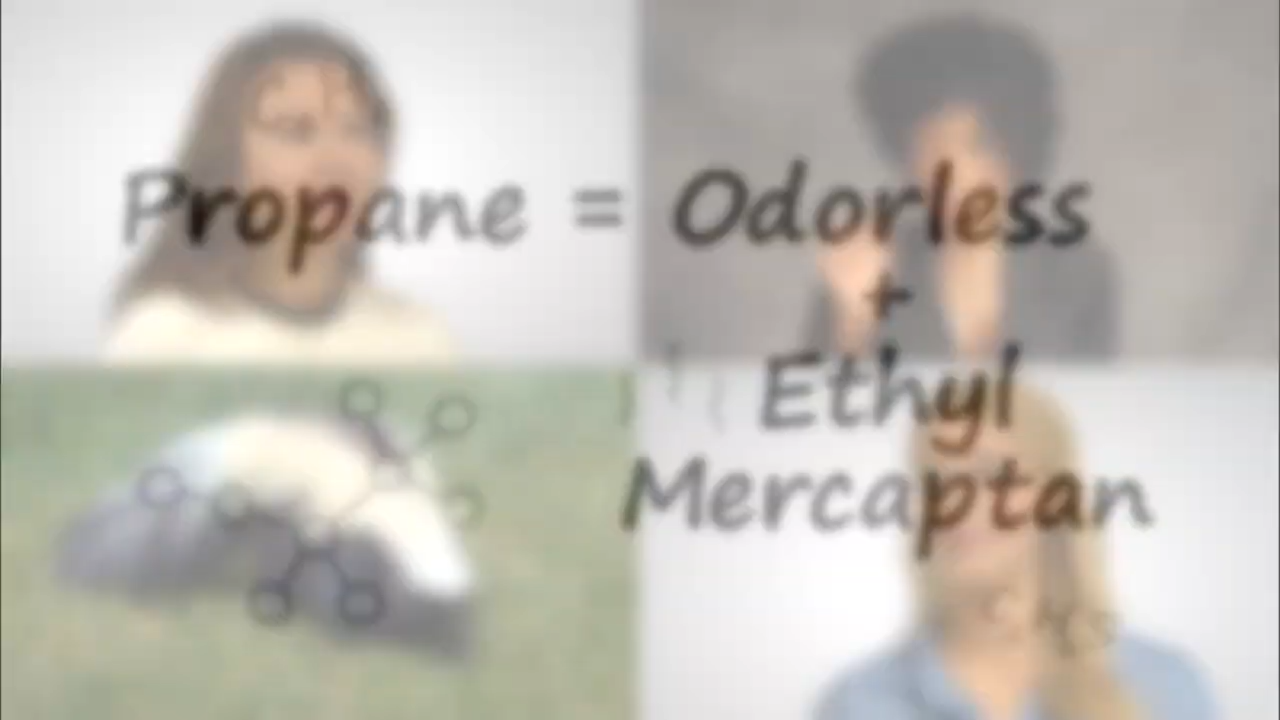 Propane = Odorless
+
Ethyl
Mercaptan